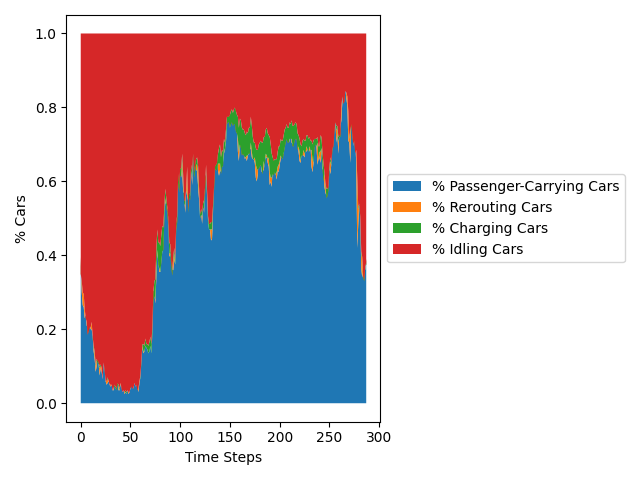 1.0
0.8
0.6
0.4
0.2
0.0
% Cars
0 50 100 150 200 250 300
Time Steps
% Passenger-Carrying Cars
% Rerouting Cars
% Charging Cars
% Idling Cars